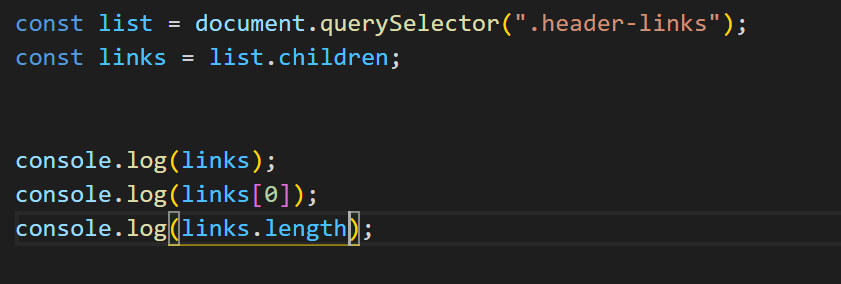 const list = document.querySelector(".header-links");
const links = list.children;
console.log(links);
console.log(links[0]);
console.log(links.length);